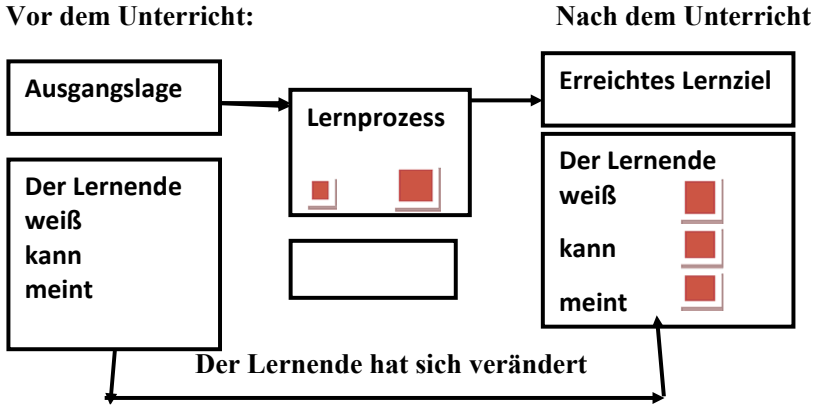 Vor dem Unterricht:
Nach dem Unterricht
Ausgangslage
Lernprozess
Erreichtes Lernziel
Der Lernende
weiß
kann
meint
Der Lernende
weiß
kann
meint
Der Lernende hat sich verändert